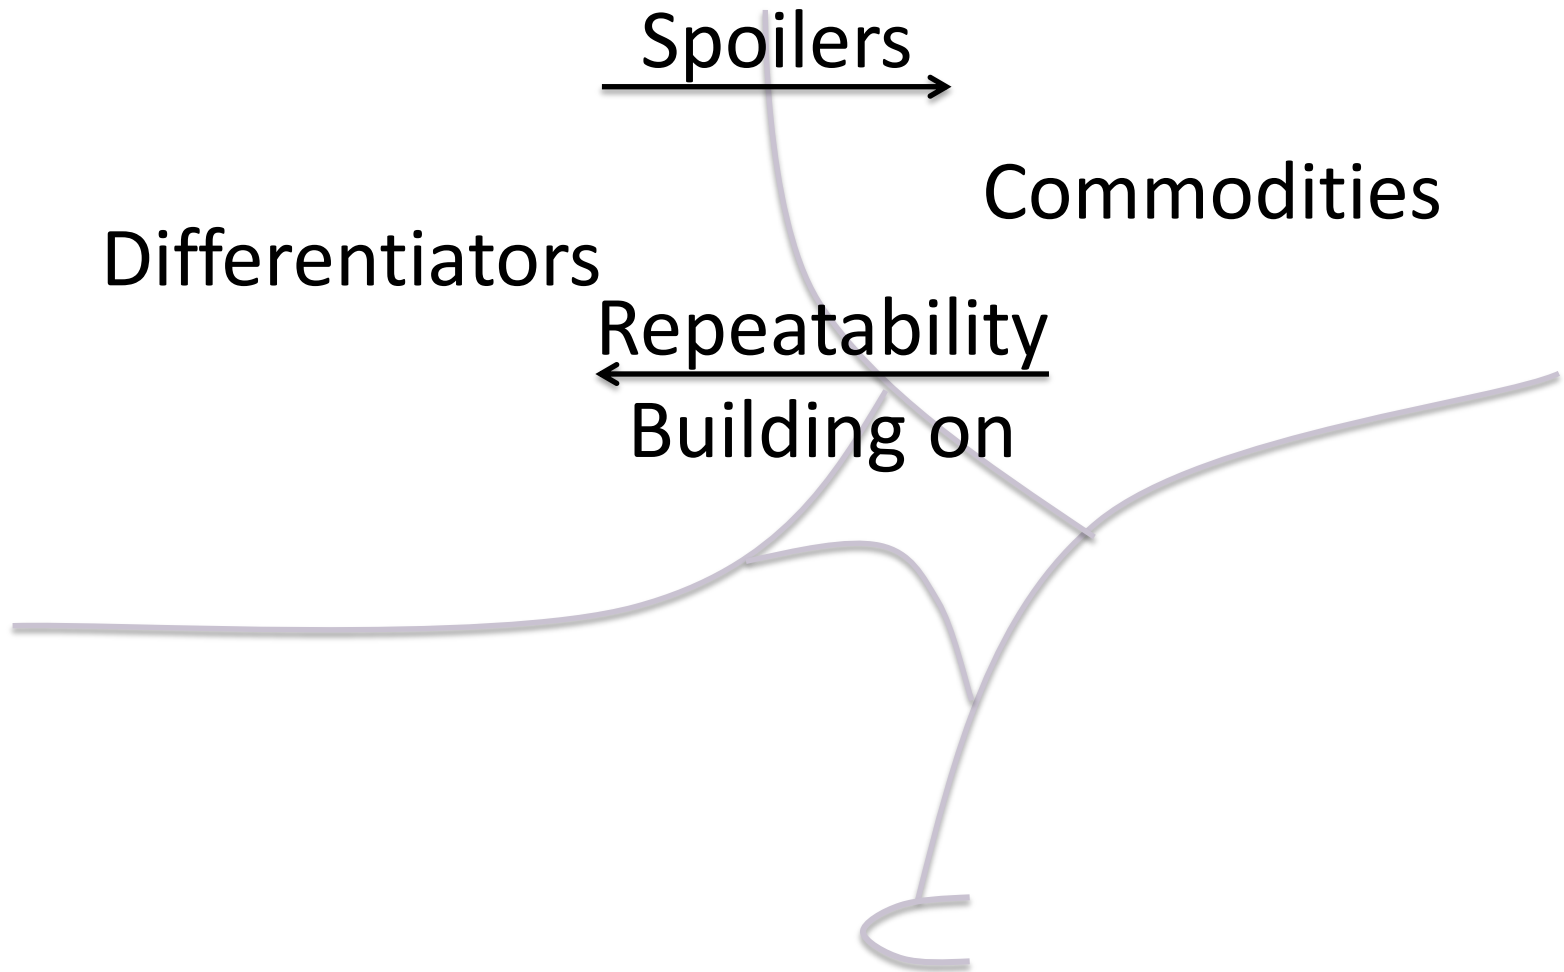 Spoilers
Commodities
Differentiators
Repeatability
Building on